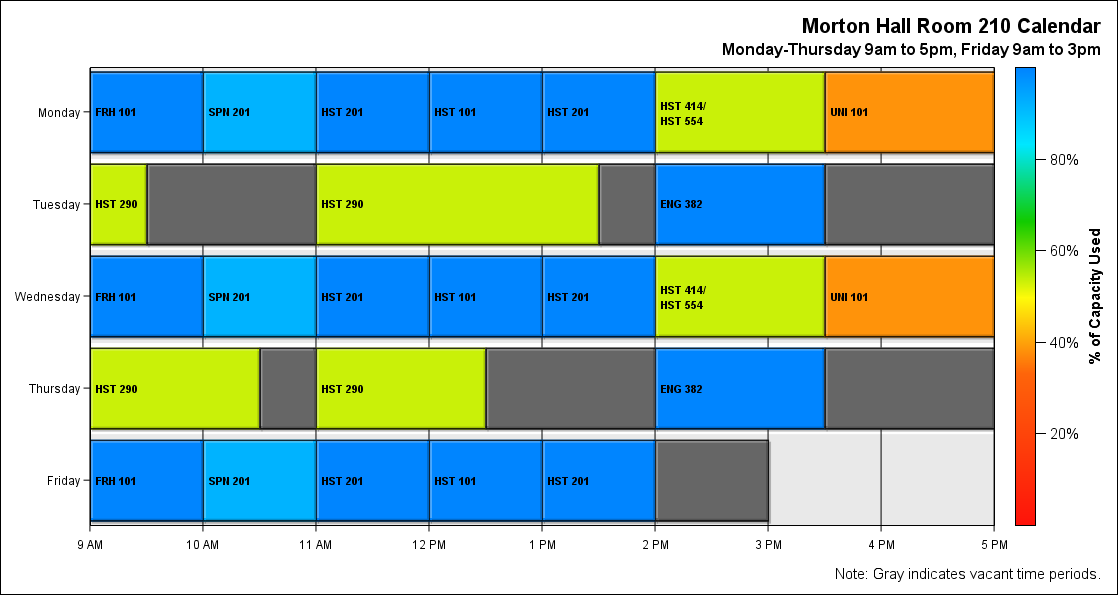 Morton Hall Room 210 Calendar
Monday-Thursday 9am to 5pm, Friday 9am to 3pm
Monday
FRH 101
SPN 201
HST 201
HST 101
HST 201
HST 414/
HST 554
UNI 101
Tuesday
HST 290
HST 290
ENG 382
Wednesday
FRH 101
SPN 201
HST 201
HST 101
HST 201
HST 414/
HST 554
UNI 101
Thursday
HST 290
HST 290
ENG 382
Friday
FRH 101
SPN 201
HST 201
HST 101
HST 201
9 AM
10 AM
11 AM
12 PM
1 PM
2 PM
3 PM
4 PM
5 PM
80%
60%
40%
20%
% of Capacity Used
Note: Gray indicates vacant time periods.